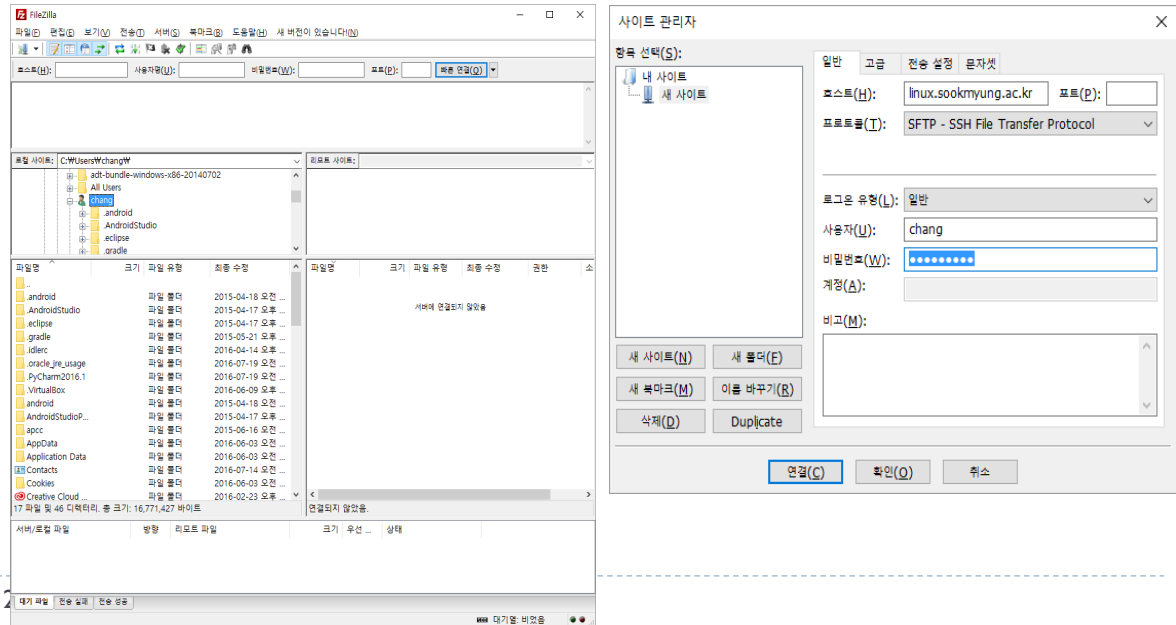 FileZilla
파일(F) 편집(E) 보기(V) 전송(T) 서버(S) 북마크(B) 도움말(H) 새 버전이 있습니다!(N)
호스트(H): 사용자명(U): 비밀번호(W): 포트(P): 빠른 연결(Q)
로컬 사이트: C:₩Users₩chang₩
리모트 사이트:
adt-bundle-windows-x86-20140702
All Users
chang
.android
.AndroidStudio
.eclipse
.gradle
파일명 크기 파일 유형 최종 수정
..
.android 파일 폴더 2015-04-18 오전 ...
.AndroidStudio 파일 폴더 2015-04-17 오후 ...
.eclipse 파일 폴더 2015-04-17 오후 ...
.gradle 파일 폴더 2015-05-21 오후 ...
.idlerc 파일 폴더 2016-04-14 오후 ...
.oracle_jre_usage 파일 폴더 2016-07-19 오전 ...
.PyCharm2016.1 파일 폴더 2016-07-19 오전 ...
.VirtualBox 파일 폴더 2016-06-09 오후 ...
android 파일 폴더 2015-04-18 오전 ...
AndroidStudioP... 파일 폴더 2015-04-17 오후 ...
apcc 파일 폴더 2015-06-16 오전 ...
AppData 파일 폴더 2016-06-03 오전 ...
Application Data 파일 폴더 2016-06-03 오전 ...
Contacts 파일 폴더 2016-07-14 오전 ...
Cookies 파일 폴더 2016-06-03 오전 ...
Creative Cloud ... 파일 폴더 2016-02-23 오후 ...
17 파일 및 46 디렉터리. 총 크기: 16,771,427 바이트
파일명 크기 파일 유형 최종 수정 권한 소
서버에 연결되지 않았음
연결되지 않았음.
서버/로컬 파일 방향 리모트 파일 크기 우선 ... 상태
대기 파일 전송 실패 전송 성공
대기열: 비었음
2
사이트 관리자
항목 선택(S):
내 사이트
새 사이트
새 사이트(N) 새 폴더(F)
새 북마크(M) 이름 바꾸기(R)
삭제(D) Duplicate
일반 고급 전송 설정 문자셋
호스트(H): linux.sookmyung.ac.kr 포트(P):
프로토콜(T): SFTP - SSH File Transfer Protocol
로그온 유형(L): 일반
사용자(U): chang
비밀번호(W): ●●●●●●●●●
계정(A):
비고(M):
연결(C) 확인(O) 취소